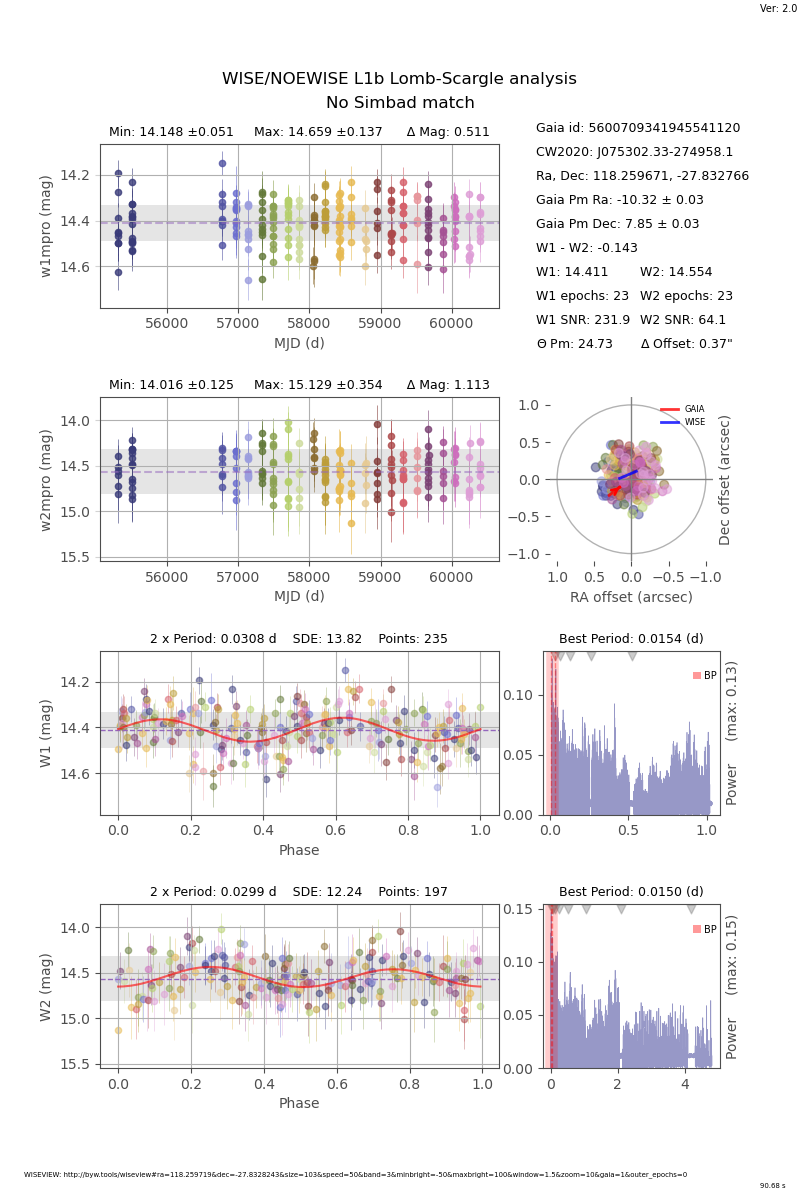 Ver: 2.0
WISE/NOEWISE L1b Lomb-Scargle analysis
No Simbad match
Min: 14.148 ±0.051 Max: 14.659 ±0.137 Δ Mag: 0.511
14.2
14.4
14.6
w1mpro (mag)
56000 57000 58000 59000 60000
MJD (d)
Gaia id: 5600709341945541120
CW2020: J075302.33-274958.1
Ra, Dec: 118.259671, -27.832766
Gaia Pm Ra: -10.32 ± 0.03
Gaia Pm Dec: 7.85 ± 0.03
W1 - W2: -0.143
W1: 14.411 W2: 14.554
W1 epochs: 23 W2 epochs: 23
W1 SNR: 231.9 W2 SNR: 64.1
Θ Pm: 24.73 Δ Offset: 0.37"
Min: 14.016 ±0.125 Max: 15.129 ±0.354 Δ Mag: 1.113
14.0
14.5
15.0
15.5
w2mpro (mag)
56000 57000 58000 59000 60000
MJD (d)
1.0
0.5
0.0
−0.5
−1.0
GAIA
WISE
Dec offset (arcsec)
1.0 0.5 0.0 −0.5 −1.0
RA offset (arcsec)
2 x Period: 0.0308 d SDE: 13.82 Points: 235
14.2
14.4
14.6
W1 (mag)
0.0 0.2 0.4 0.6 0.8 1.0
Phase
Best Period: 0.0154 (d)
0.10
0.05
0.00
BP
Power (max: 0.13)
0.0 0.5 1.0
2 x Period: 0.0299 d SDE: 12.24 Points: 197
14.0
14.5
15.0
15.5
W2 (mag)
0.0 0.2 0.4 0.6 0.8 1.0
Phase
Best Period: 0.0150 (d)
0.15
0.10
0.05
0.00
BP
Power (max: 0.15)
0 2 4
WISEVIEW: http://byw.tools/wiseview#ra=118.259719&dec=-27.8328243&size=103&speed=50&band=3&minbright=-50&maxbright=100&window=1.5&zoom=10&gaia=1&outer_epochs=0
90.68 s